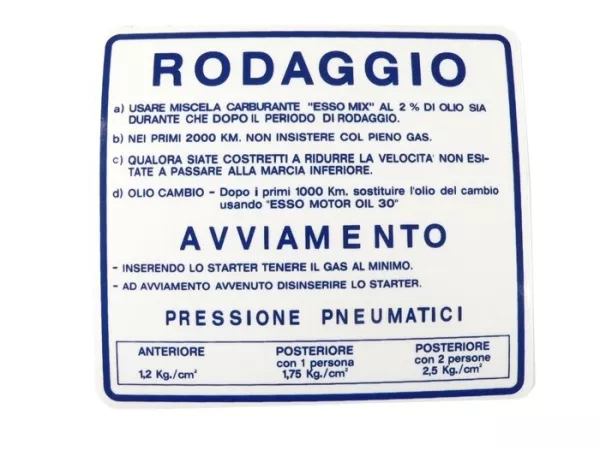 RODAGGIO
a) USARE MISCELA CARBURANTE "ESSO MIX" AL 2 % DI OLIO SIA
DURANTE CHE DOPO IL PERIODO DI RODAGGIO.
b) NEI PRIMI 2000 KM. NON INSISTERE COL PIENO GAS.
c) QUALORA SIATE COSTRETTI A RIDURRE LA VELOCITA' NON ESI-
TATE A PASSARE ALLA MARCIA INFERIORE.
d) OLIO CAMBIO - Dopo i primi 1000 Km. sostituire l'olio del cambio
usando "ESSO MOTOR OIL 30"
AVVIAMENTO
- INSERENDO LO STARTER TENERE IL GAS AL MINIMO.
- AD AVVIAMENTO AVVENUTO DISINSERIRE LO STARTER.
PRESSIONE PNEUMATICI
ANTERIORE
1,2 Kg./cm²
POSTERIORE
con 1 persona
1,75 Kg./cm²
POSTERIORE
con 2 persone
2,5 Kg./cm²